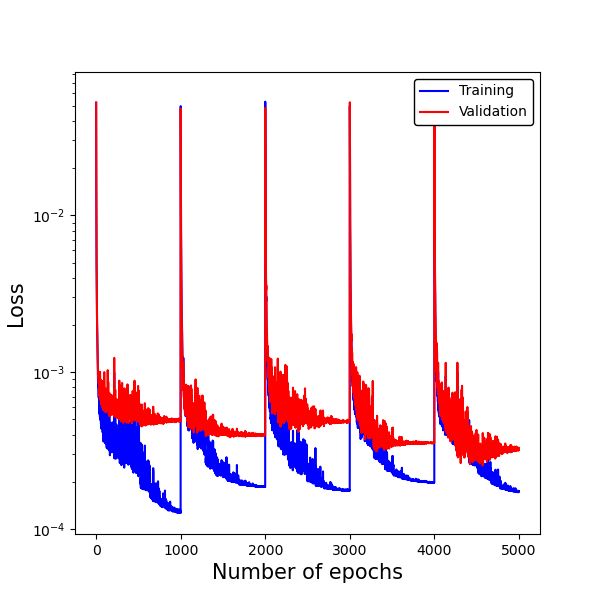 Training
Validation
10⁻²
10⁻³
10⁻⁴
Loss
0 1000 2000 3000 4000 5000
Number of epochs